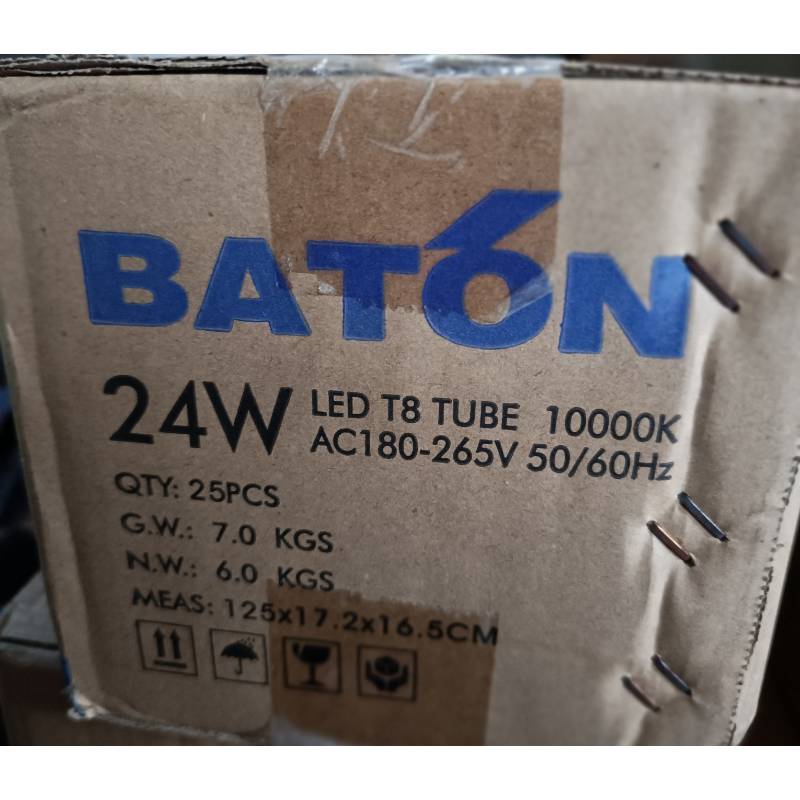 BATÓN
24W LED T8 TUBE 10000K
AC180-265V 50/60Hz
QTY: 25PCS
G.W.: 7.0 KGS
N.W.: 6.0 KGS
MEAS: 125x17.2x16.5CM